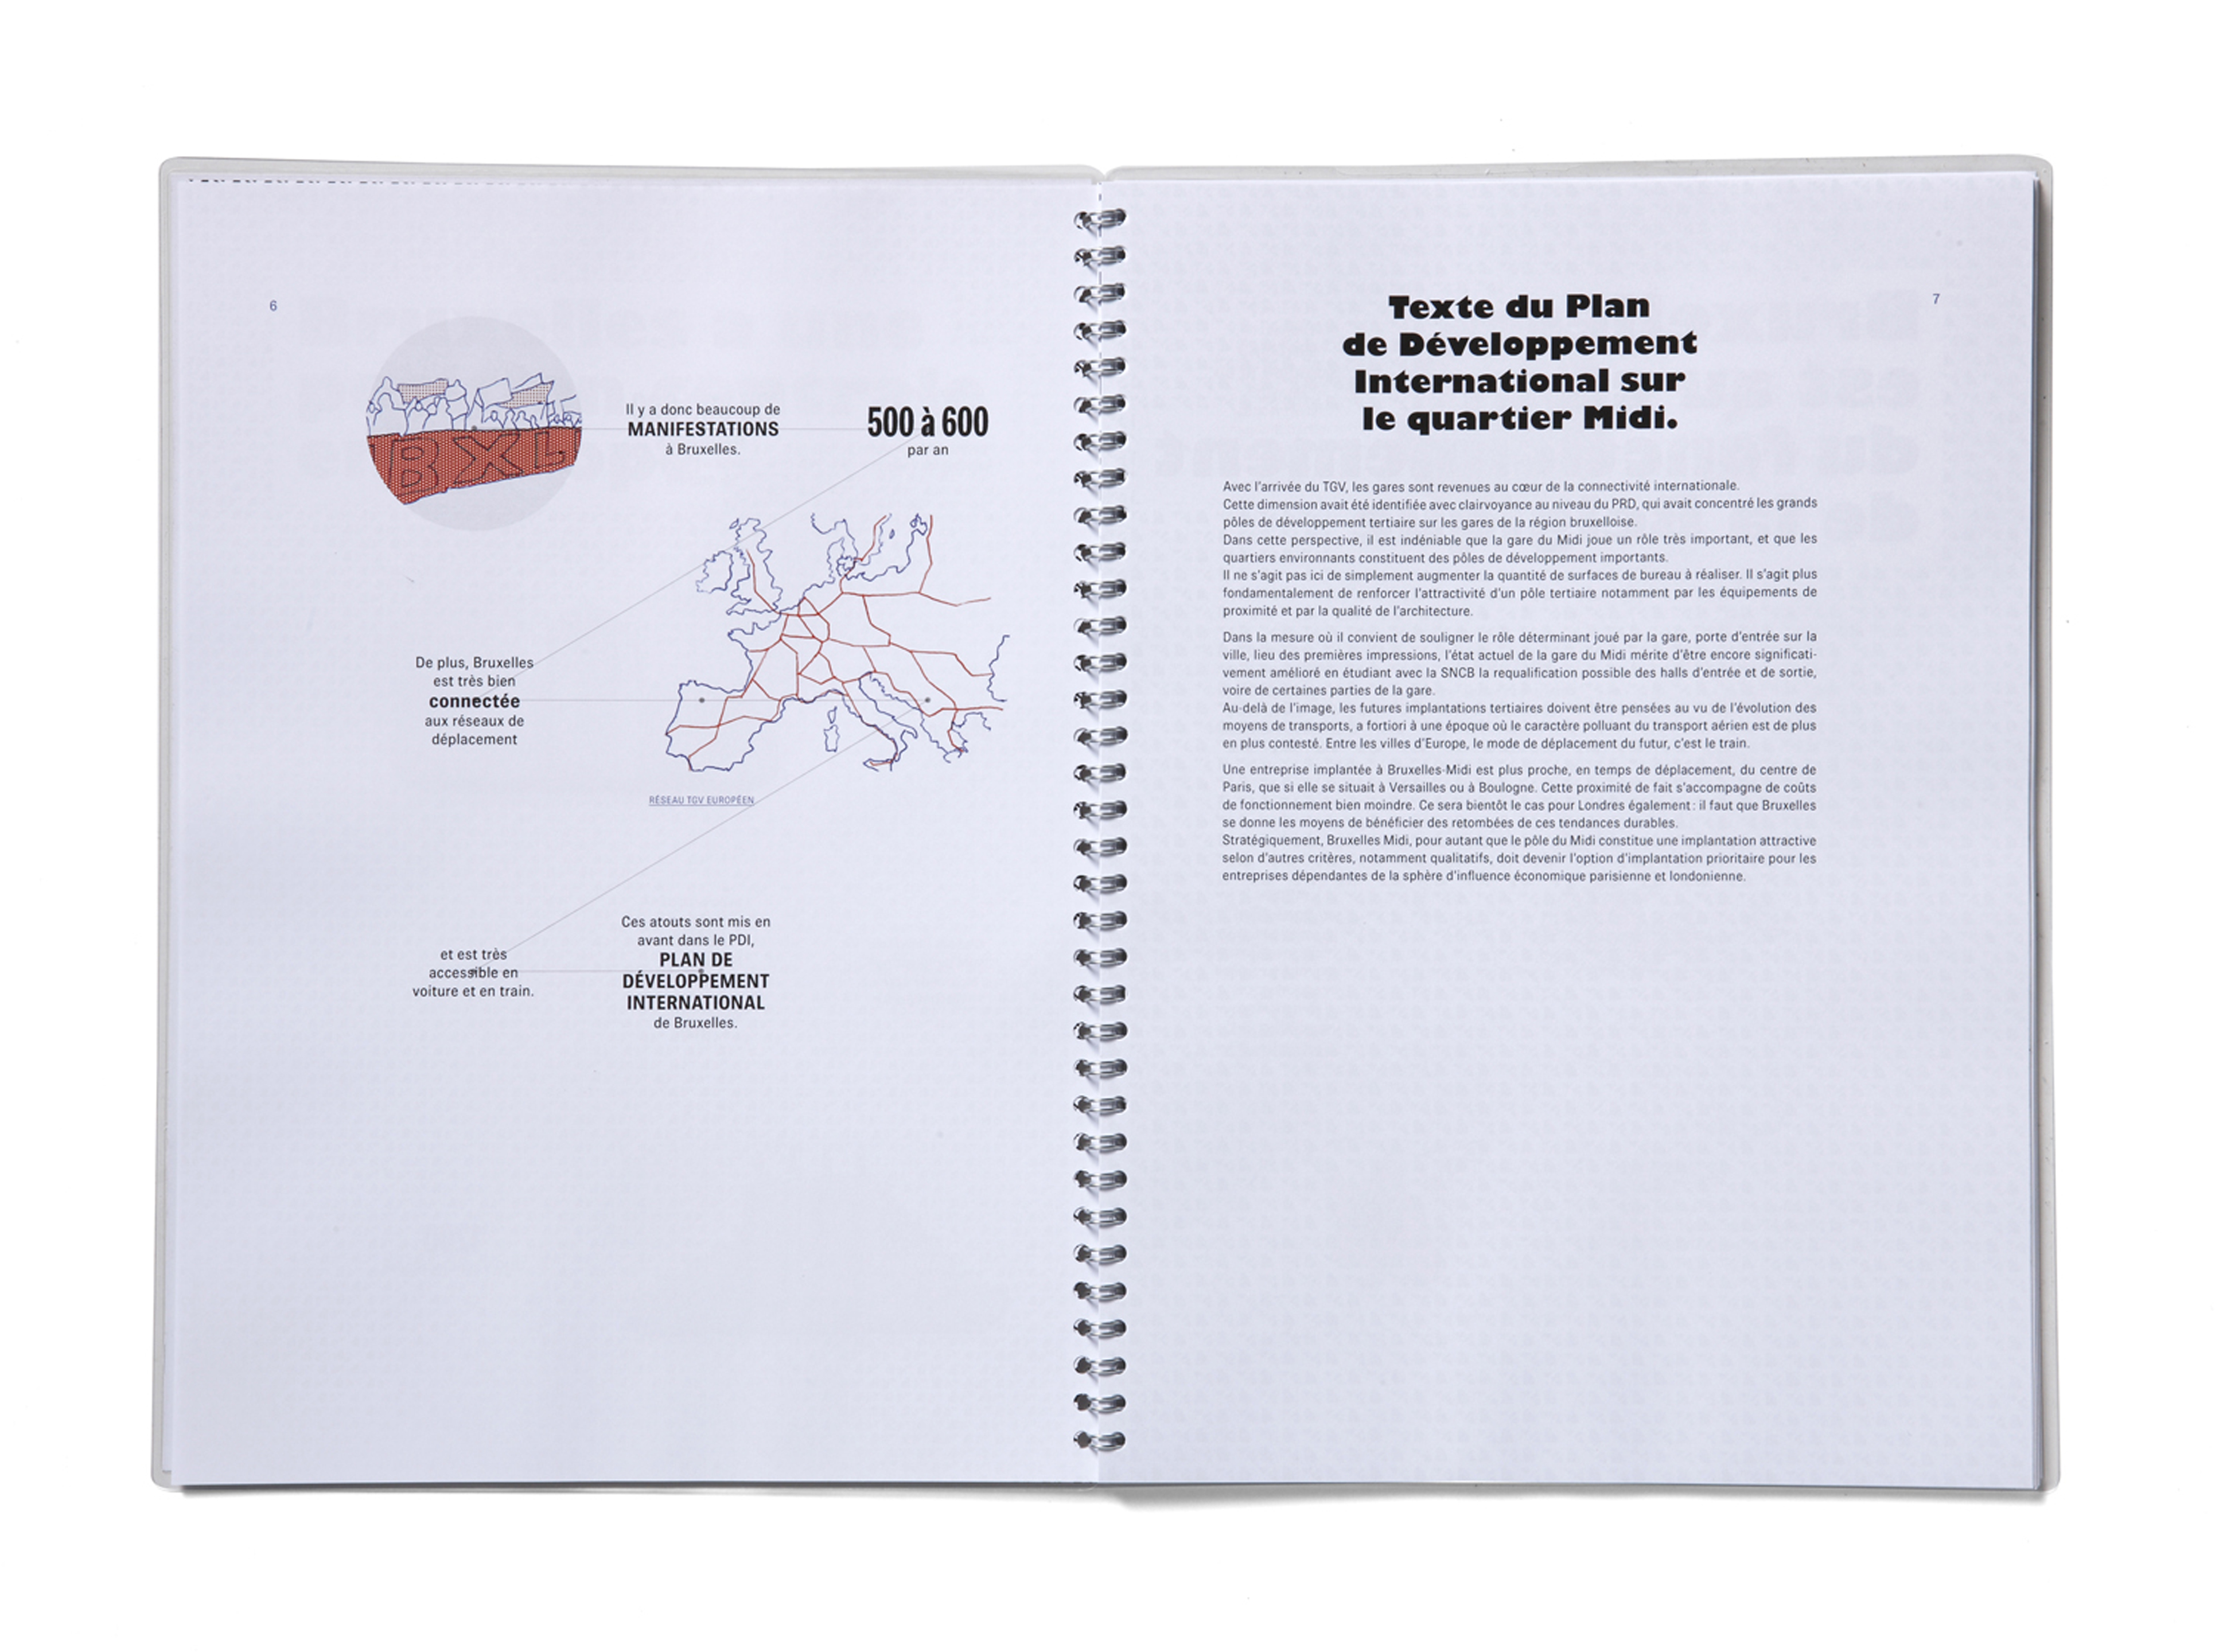 6
BXL
Il y a donc beaucoup de
MANIFESTATIONS
à Bruxelles.
500 à 600
par an
De plus, Bruxelles
est très bien
connectée
aux réseaux de
déplacement
RÉSEAU TGV EUROPÉEN
et est très
accessible en
voiture et en train.
Ces atouts sont mis en
avant dans le PDI,
PLAN DE
DÉVELOPPEMENT
INTERNATIONAL
de Bruxelles.
7
Texte du Plan
de Développement
International sur
le quartier Midi.
Avec l'arrivée du TGV, les gares sont revenues au cœur de la connectivité internationale.
Cette dimension avait été identifiée avec clairvoyance au niveau du PRD, qui avait concentré les grands
pôles de développement tertiaire sur les gares de la région bruxelloise.
Dans cette perspective, il est indéniable que la gare du Midi joue un rôle très important, et que les
quartiers environnants constituent des pôles de développement importants.
Il ne s'agit pas ici de simplement augmenter la quantité de surfaces de bureau à réaliser. Il s'agit plus
fondamentalement de renforcer l'attractivité d'un pôle tertiaire notamment par les équipements de
proximité et par la qualité de l'architecture.
Dans la mesure où il convient de souligner le rôle déterminant joué par la gare, porte d'entrée sur la
ville, lieu des premières impressions, l'état actuel de la gare du Midi mérite d'être encore significati-
vement amélioré en étudiant avec la SNCB la requalification possible des halls d'entrée et de sortie,
voire de certaines parties de la gare.
Au-delà de l'image, les futures implantations tertiaires doivent être pensées au vu de l'évolution des
moyens de transports, a fortiori à une époque où le caractère polluant du transport aérien est de plus
en plus contesté. Entre les villes d'Europe, le mode de déplacement du futur, c'est le train.
Une entreprise implantée à Bruxelles-Midi est plus proche, en temps de déplacement, du centre de
Paris, que si elle se situait à Versailles ou à Boulogne. Cette proximité de fait s'accompagne de coûts
de fonctionnement bien moindre. Ce sera bientôt le cas pour Londres également : il faut que Bruxelles
se donne les moyens de bénéficier des retombées de ces tendances durables.
Stratégiquement, Bruxelles Midi, pour autant que le pôle du Midi constitue une implantation attractive
selon d'autres critères, notamment qualitatifs, doit devenir l'option d'implantation prioritaire pour les
entreprises dépendantes de la sphère d'influence économique parisienne et londonienne.